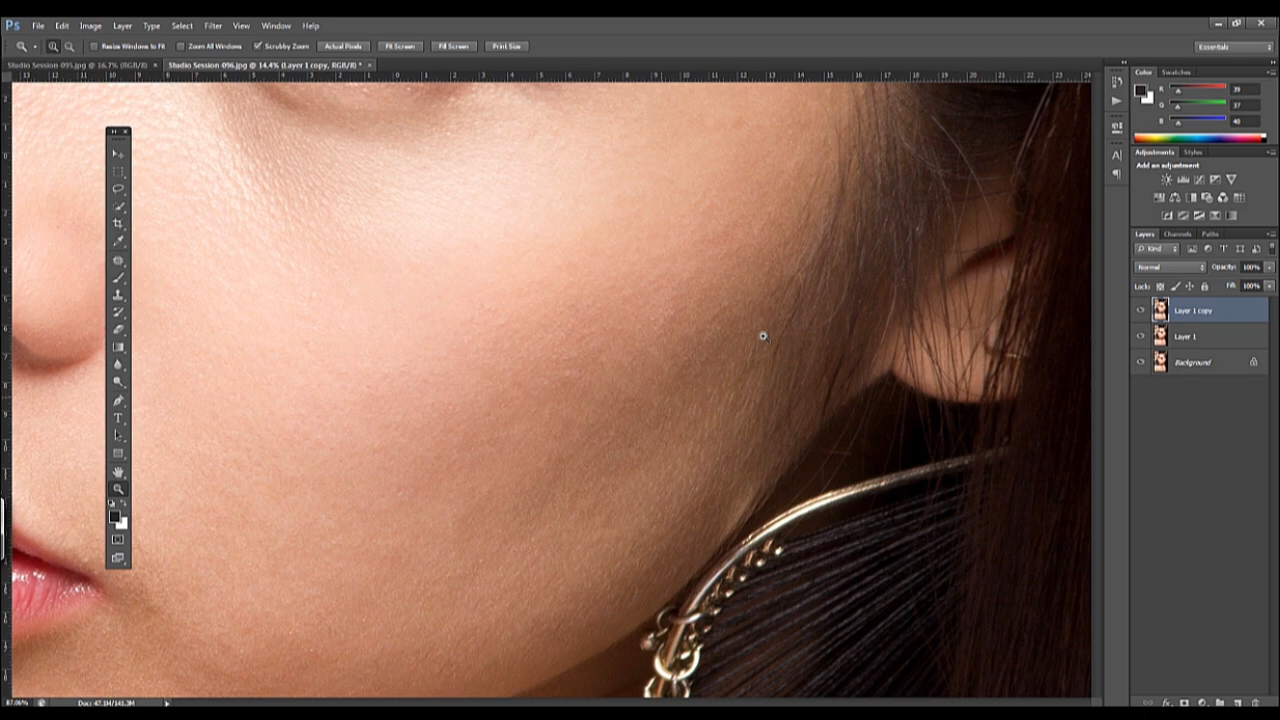 Ps File Edit Image Layer Type Select Filter View Window Help
Resize Windows to Fit Zoom All Windows Scrubby Zoom Actual Pixels Fit Screen Fill Screen Print Size Essentials
Studio Session-095.jpg @ 16.7% (RGB/8) × Studio Session-096.jpg @ 14.4% (Layer 1 copy, RGB/8) * ×
Color Swatches
R 39
G 37
B 40
Adjustments Styles
Add an adjustment
Layers Channels Paths
Kind
Normal Opacity: 100%
Lock: Fill: 100%
Layer 1 copy
Layer 1
Background
87.06% Doc: 47.1M/141.3M